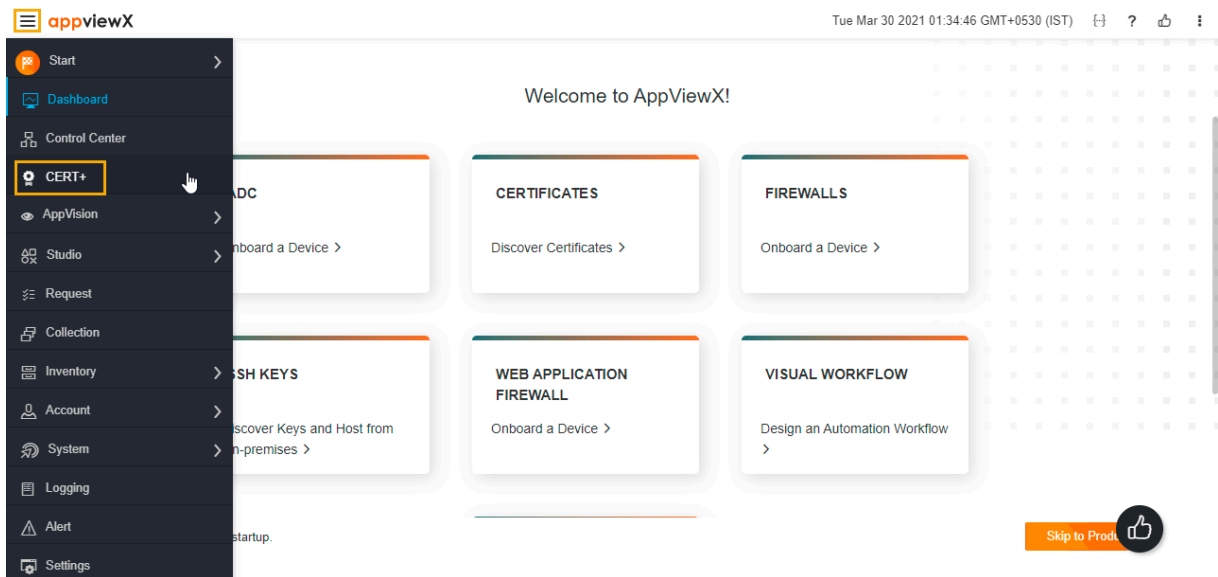 appviewX
Tue Mar 30 2021 01:34:46 GMT+0530 (IST)
?
Start
Dashboard
Control Center
CERT+
AppVision
Studio
Request
Collection
Inventory
Account
System
Logging
Alert
Settings
Welcome to AppViewX!
ADC
nboard a Device >
CERTIFICATES
Discover Certificates >
FIREWALLS
Onboard a Device >
SSH KEYS
iscover Keys and Host from
n-premises >
WEB APPLICATION
FIREWALL
Onboard a Device >
VISUAL WORKFLOW
Design an Automation Workflow
>
startup.
Skip to Produ